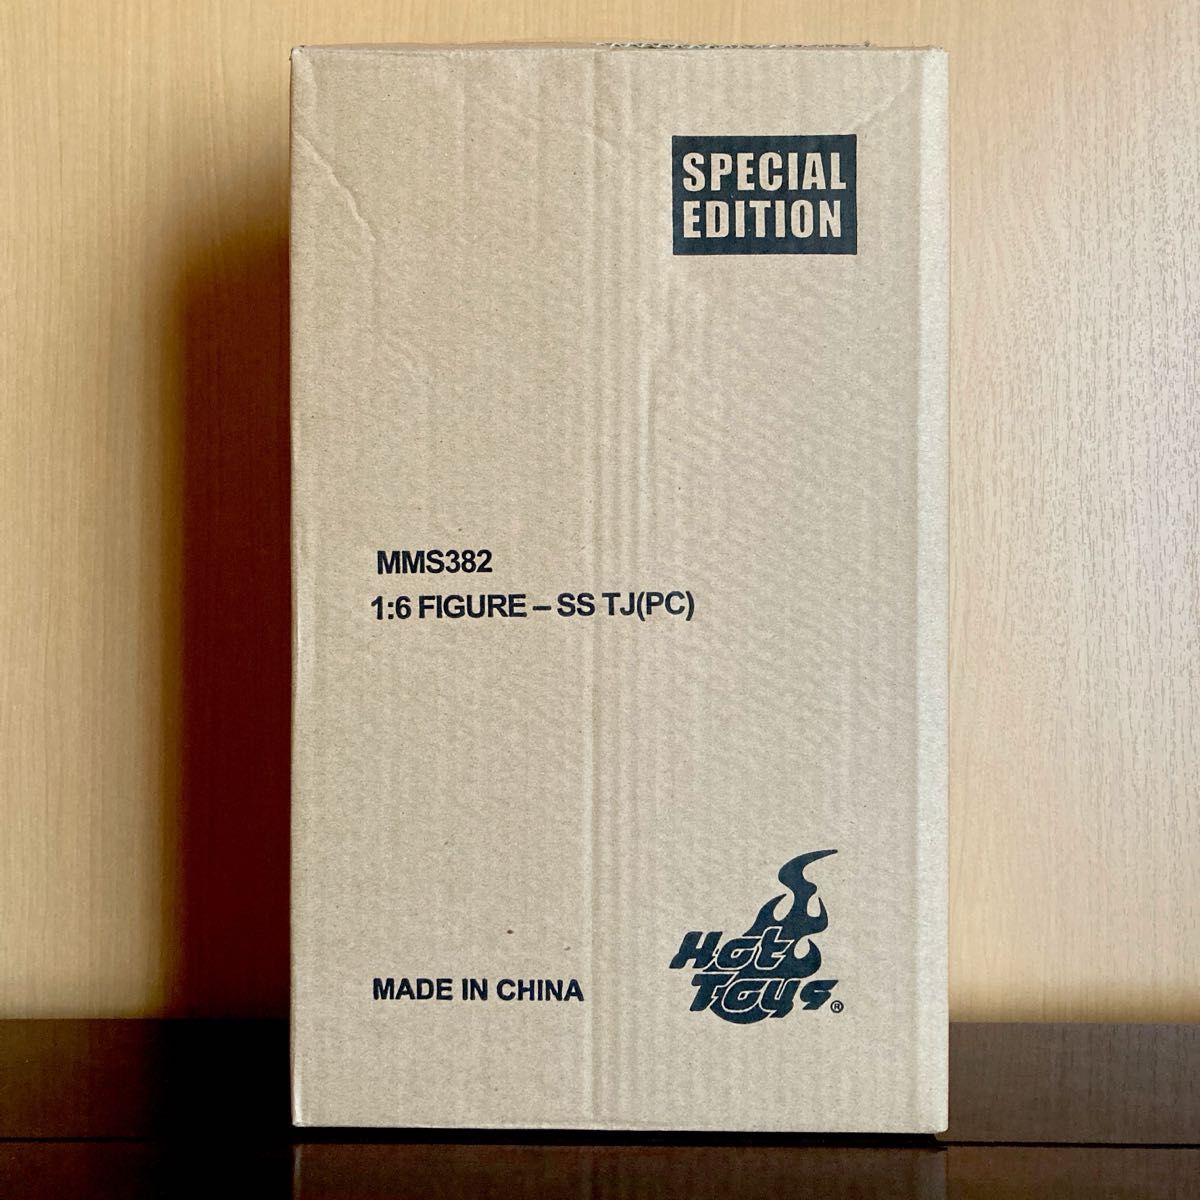 SPECIAL
EDITION
MMS382
1:6 FIGURE – SS TJ(PC)
MADE IN CHINA
Hot
Toys®